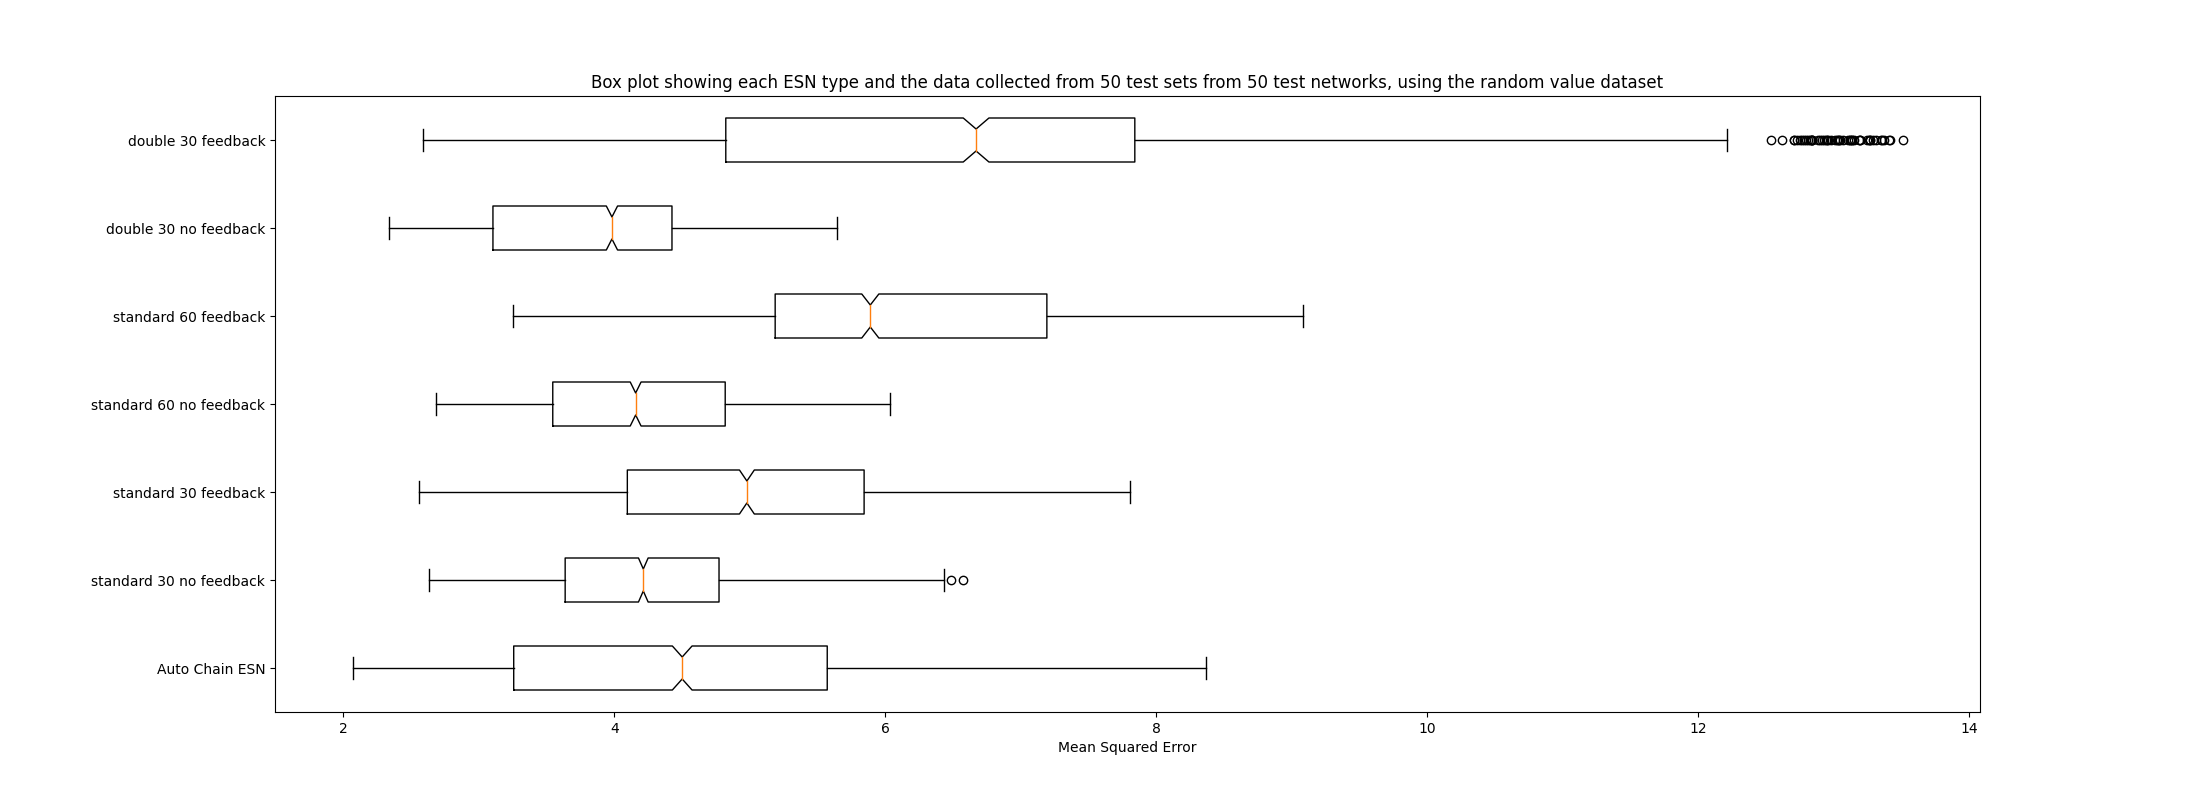 Box plot showing each ESN type and the data collected from 50 test sets from 50 test networks, using the random value dataset
double 30 feedback
double 30 no feedback
standard 60 feedback
standard 60 no feedback
standard 30 feedback
standard 30 no feedback
Auto Chain ESN
2 4 6 8 10 12 14
Mean Squared Error